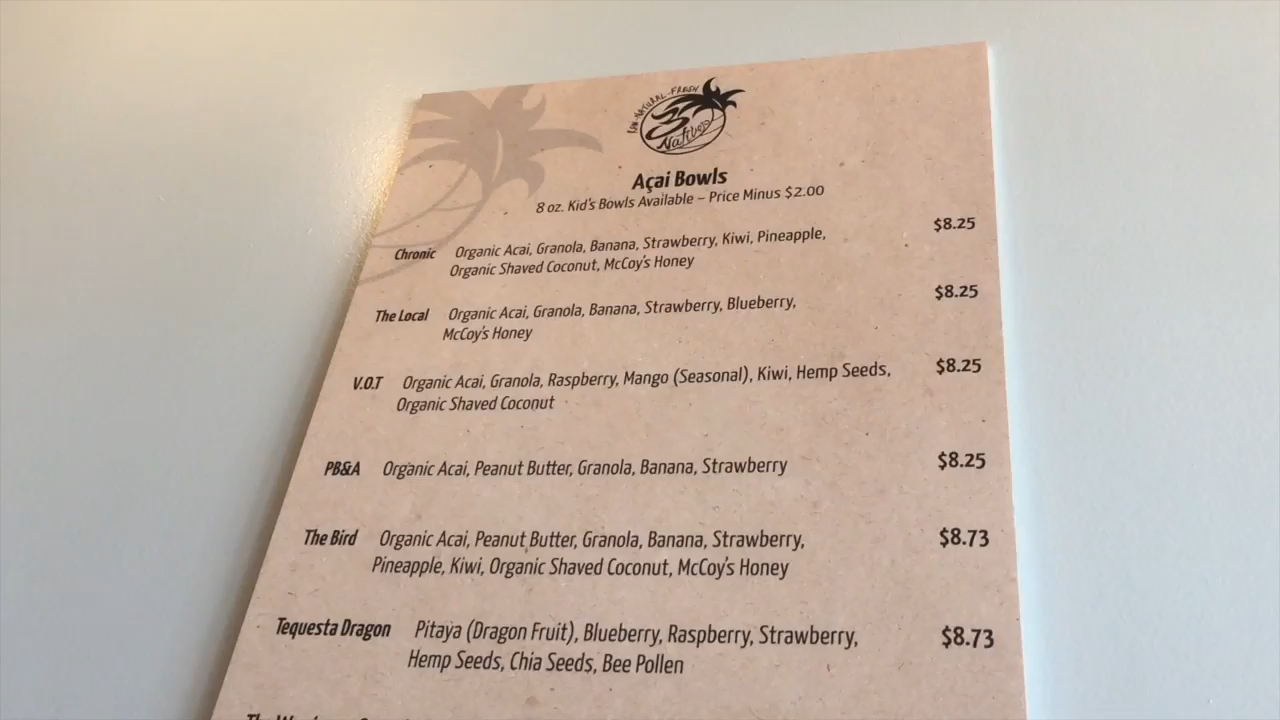 RAW-NATURAL-FRESH
3 Natives
Açai Bowls
8 oz. Kid's Bowls Available – Price Minus $2.00
Chronic Organic Acai, Granola, Banana, Strawberry, Kiwi, Pineapple, $8.25
Organic Shaved Coconut, McCoy's Honey
The Local Organic Acai, Granola, Banana, Strawberry, Blueberry, $8.25
McCoy's Honey
V.O.T Organic Acai, Granola, Raspberry, Mango (Seasonal), Kiwi, Hemp Seeds, $8.25
Organic Shaved Coconut
PB&A Organic Acai, Peanut Butter, Granola, Banana, Strawberry $8.25
The Bird Organic Acai, Peanut Butter, Granola, Banana, Strawberry, $8.73
Pineapple, Kiwi, Organic Shaved Coconut, McCoy's Honey
Tequesta Dragon Pitaya (Dragon Fruit), Blueberry, Raspberry, Strawberry, $8.73
Hemp Seeds, Chia Seeds, Bee Pollen